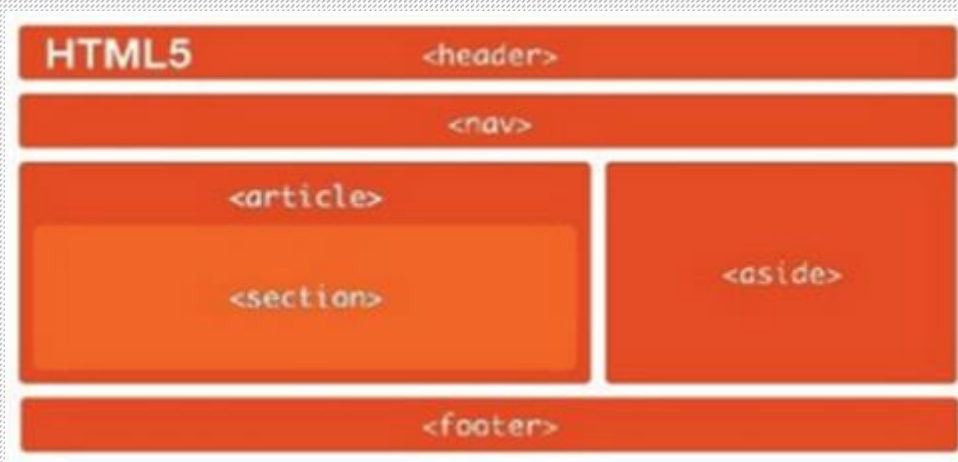 HTML5 <header>
<nav>
<article>
<section>
<aside>
<footer>